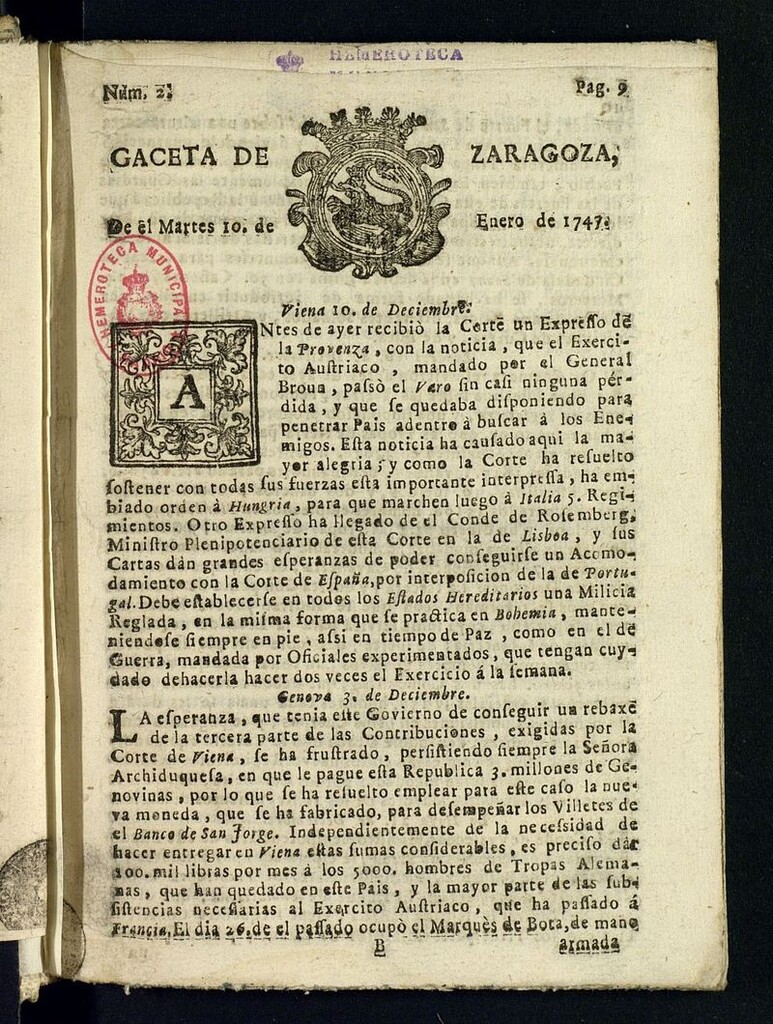 HEMEROTECA
Núm. 2.
Pag. 9
GACETA DE ZARAGOZA,
De el Martes 10. de Enero de 1747.
HEMEROTECA MUNICIPA
Viena 10. de Deciembre.
A
Ntes de ayer recibiò la Corte un Expreſſo de
la Provenza, con la noticia, que el Exerci-
to Auſtriaco, mandado por el General
Broun, paſsò el Varo ſin caſi ninguna pér-
dida, y que ſe quedaba diſponiendo para
penetrar Pais adentro à buſcar à los Ene-
migos. Eſta noticia ha cauſado aqui la ma-
yor alegria; y como la Corte ha reſuelto
ſoſtener con todas ſus fuerzas eſta importante interpreſſa, ha em-
biado orden à Hungria, para que marchen luego à Italia 5. Regi-
mientos. Otro Expreſſo ha llegado de el Conde de Roſemberg,
Miniſtro Plenipotenciario de eſta Corte en la de Lisboa, y ſus
Cartas dàn grandes eſperanzas de poder conſeguirſe un Acomo-
damiento con la Corte de Eſpaña, por interpoſicion de la de Portu-
gal. Debe eſtablecerſe en todos los Eſtados Hereditarios una Milicia
Reglada, en la miſma forma que ſe practica en Bohemia, mante-
niendoſe ſiempre en pie, aſsi en tiempo de Paz, como en el de
Guerra, mandada por Oficiales experimentados, que tengan cuy-
dado dehacerla hacer dos veces el Exercicio á la ſemana.
Genova 3. de Deciembre.
LA eſperanza, que tenia eſte Govierno de conſeguir un rebaxe
de la tercera parte de las Contribuciones, exigidas por la
Corte de Viena, ſe ha fruſtrado, perſiſtiendo ſiempre la Señora
Archiduqueſa, en que le pague eſta Republica 3. millones de Ge-
novinas, por lo que ſe ha reſuelto emplear para eſte caſo la nue-
va moneda, que ſe ha fabricado, para deſempeñar los Villetes de
el Banco de San Jorge. Independientemente de la neceſsidad de
hacer entregar en Viena eſtas ſumas conſiderables, es preciſo dàr
100. mil libras por mes à los 5000. hombres de Tropas Alema-
nas, que han quedado en eſte Pais, y la mayor parte de las ſub-
ſiſtencias neceſſarias al Exercito Auſtriaco, que ha paſſado á
Francia. El dia 26. de el paſſado ocupò el Marquès de Bota, de mano
B
armada